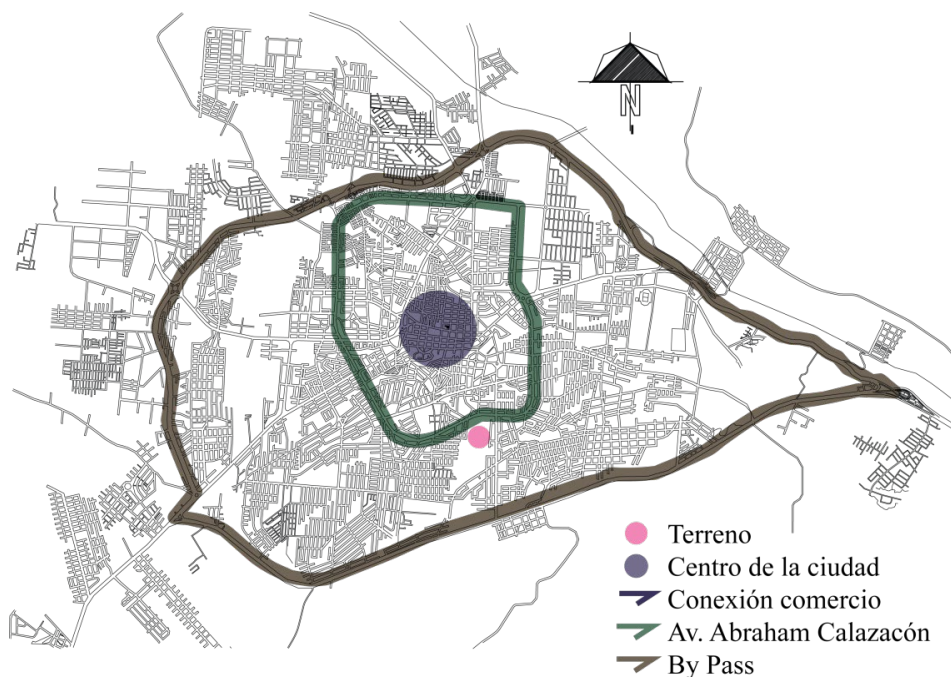 N
Terreno
Centro de la ciudad
Conexión comercio
Av. Abraham Calazacón
By Pass